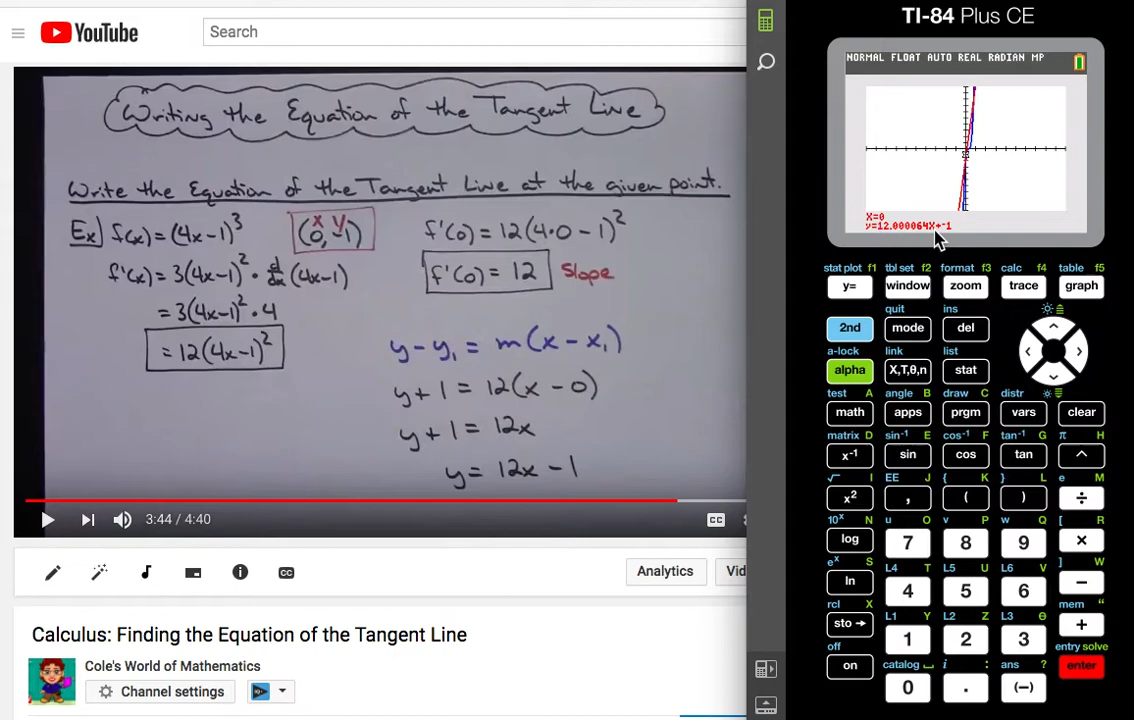 YouTube
Search
Writing the Equation of the Tangent Line
Write the Equation of the Tangent Line at the given point.
Ex) f(x) = (4x-1)³
x y
(0,-1)
f'(x) = 3(4x-1)² · d/dx (4x-1)
= 3(4x-1)² · 4
= 12(4x-1)²
f'(0) = 12(4·0 - 1)²
f'(0) = 12 Slope
y - y₁ = m(x - x₁)
y + 1 = 12(x - 0)
y + 1 = 12x
y = 12x - 1
3:44 / 4:40
CC
CC
Analytics
Vid
Calculus: Finding the Equation of the Tangent Line
Cole's World of Mathematics
Channel settings
TI-84 Plus CE
NORMAL FLOAT AUTO REAL RADIAN MP
X=0
y=12.000064X+-1
stat plot f1 tbl set f2 format f3 calc f4 table f5
y= window zoom trace graph
quit ins
2nd mode del
a-lock link list
alpha X,T,θ,n stat
test A angle B draw C distr
math apps prgm vars clear
matrix D sin⁻¹ E cos⁻¹ F tan⁻¹ G π H
x⁻¹ sin cos tan ^
√ I EE J { K } L e M
x² , ( ) ÷
10ˣ N u O v P w Q [ R
log 7 8 9 ×
eˣ S L4 T L5 U L6 V ] W
ln 4 5 6 −
rcl X L1 Y L2 Z L3 θ mem "
sto→ 1 2 3 +
off catalog ⎵ i : ans ? entry solve
on 0 . (−) enter